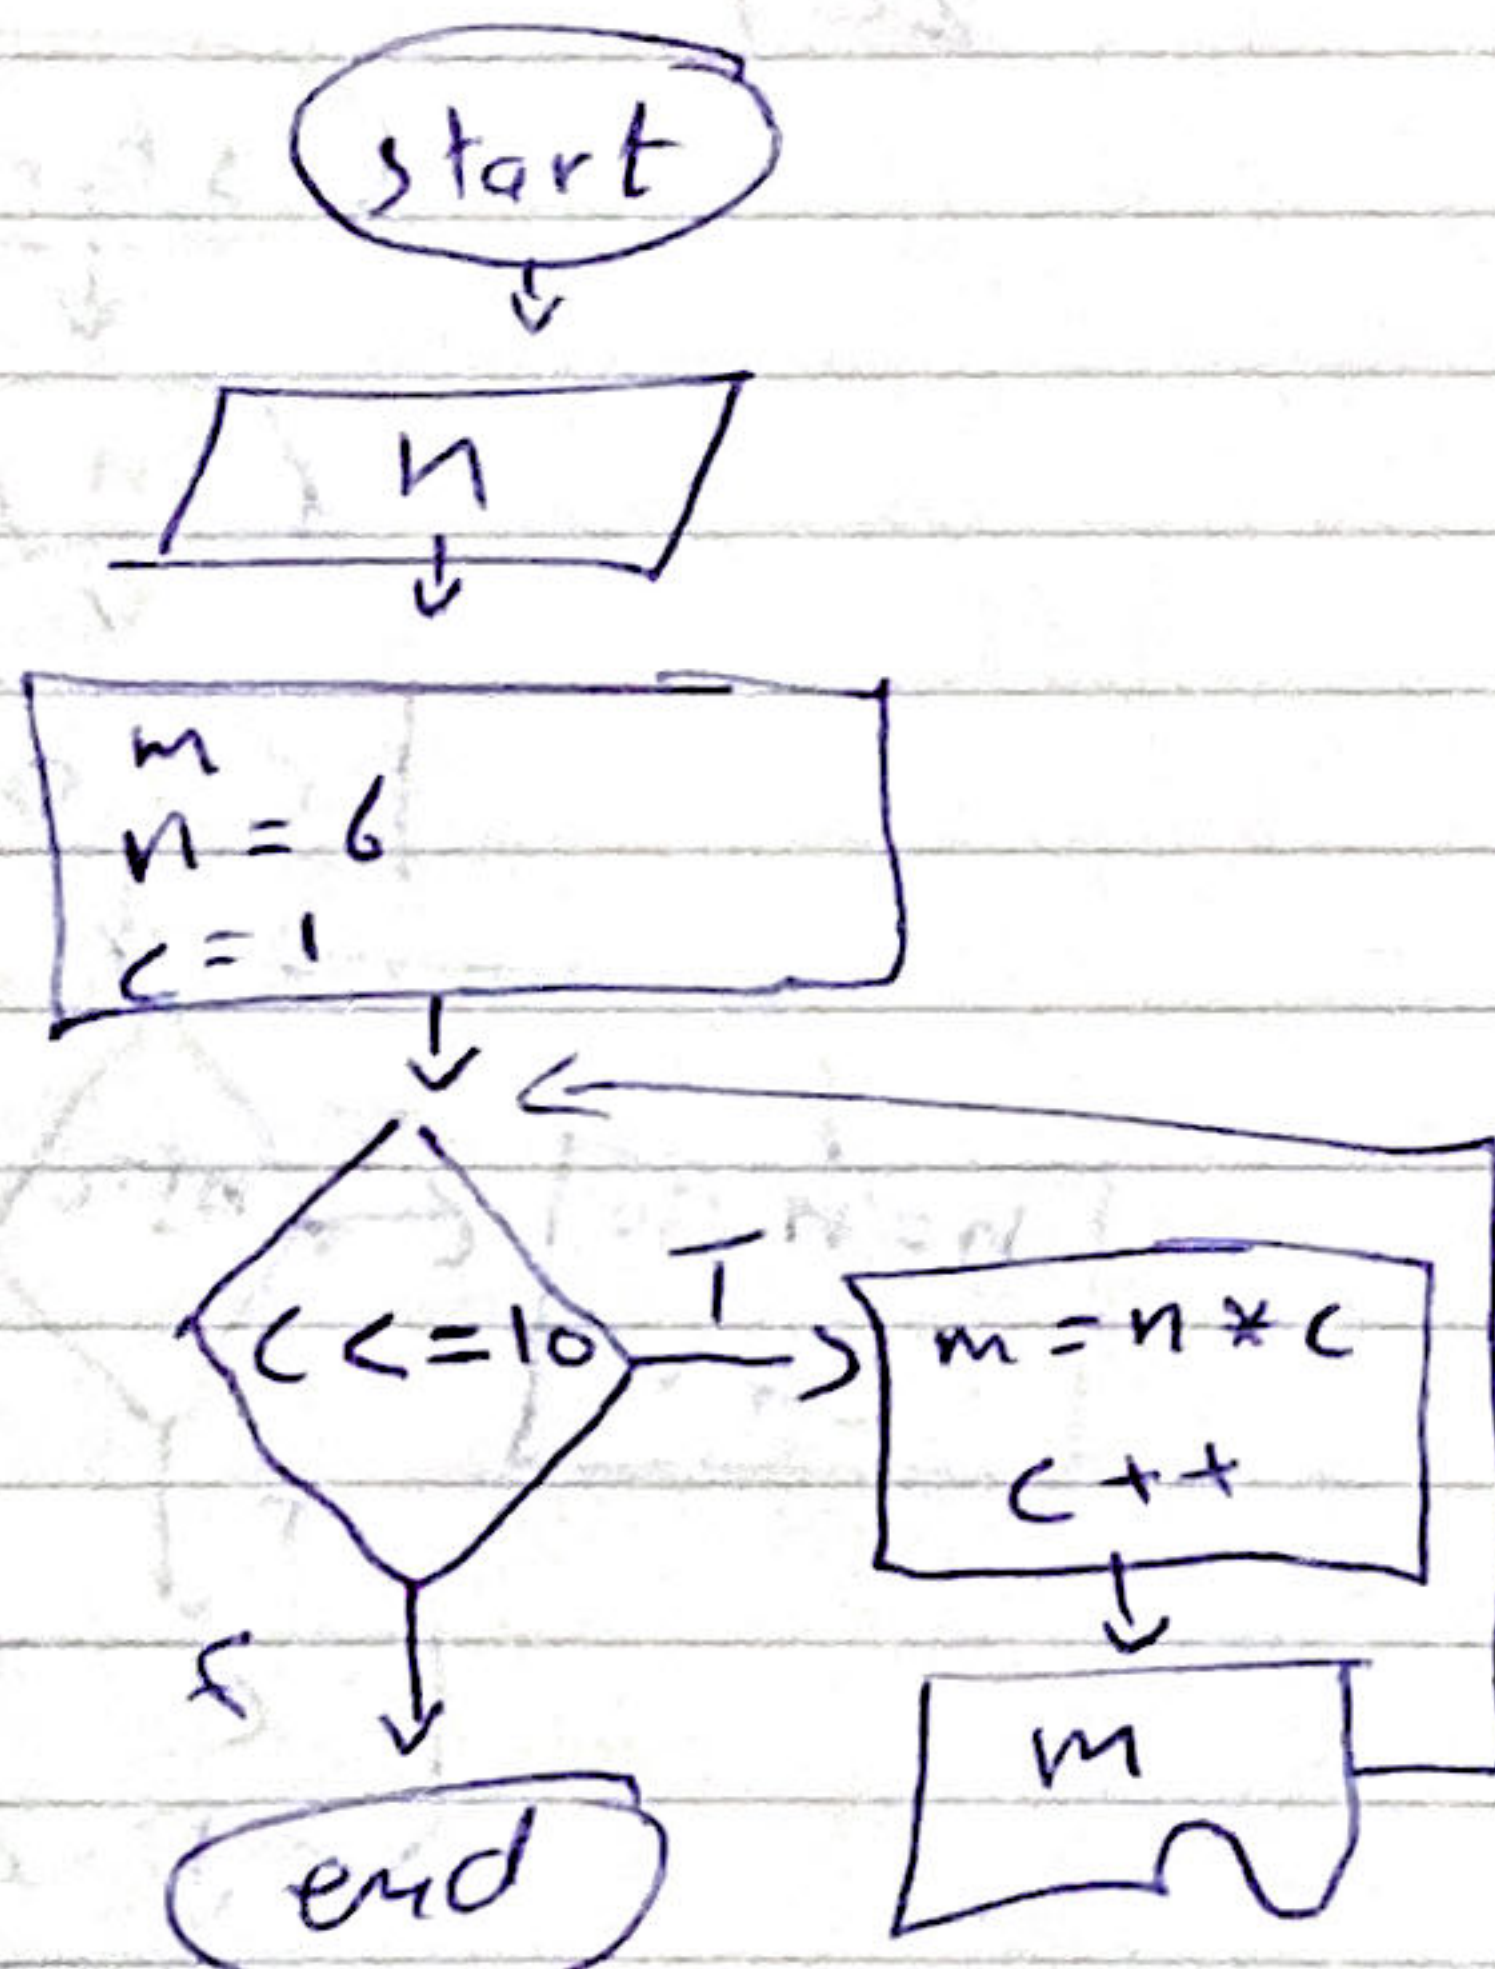 start
n
m
n = 6
c = 1
c <= 10
T
m = n * c
c ++
f
m
end